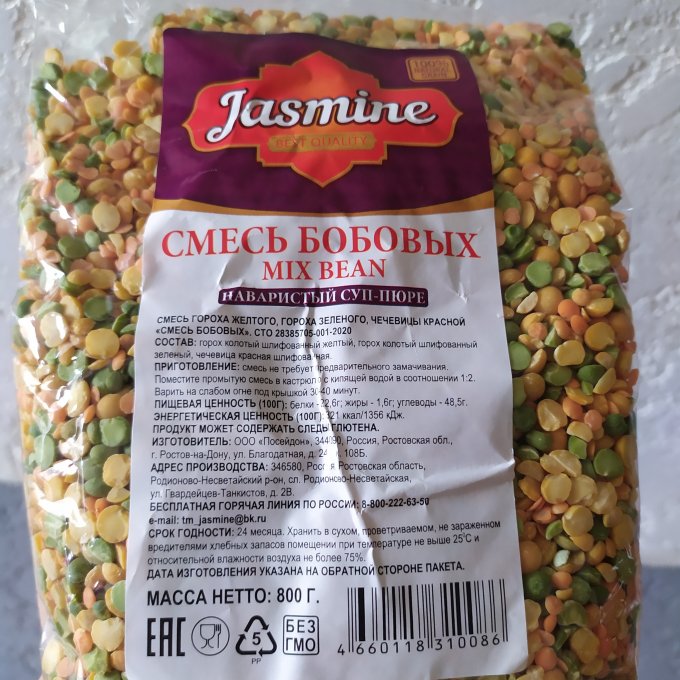 100%
NATURAL
GRAIN
Jasmine
BEST QUALITY
СМЕСЬ БОБОВЫХ
MIX BEAN
НАВАРИСТЫЙ СУП-ПЮРЕ
СМЕСЬ ГОРОХА ЖЕЛТОГО, ГОРОХА ЗЕЛЕНОГО, ЧЕЧЕВИЦЫ КРАСНОЙ
«СМЕСЬ БОБОВЫХ». СТО 28385705-001-2020
СОСТАВ: горох колотый шлифованный желтый, горох колотый шлифованный
зеленый, чечевица красная шлифованная.
ПРИГОТОВЛЕНИЕ: смесь не требует предварительного замачивания.
Поместите промытую смесь в кастрюлю с кипящей водой в соотношении 1:2.
Варить на слабом огне под крышкой 30-40 минут.
ПИЩЕВАЯ ЦЕННОСТЬ (100Г): белки - 22,6г; жиры - 1,6г; углеводы - 48,5г.
ЭНЕРГЕТИЧЕСКАЯ ЦЕННОСТЬ (100Г): 321 ккал/1356 кДж.
ПРОДУКТ МОЖЕТ СОДЕРЖАТЬ СЛЕДЫ ГЛЮТЕНА.
ИЗГОТОВИТЕЛЬ: ООО «Посейдон», Россия, Ростовская обл.,
г. Ростов-на-Дону, ул. Благодатная, д. 108Б.
АДРЕС ПРОИЗВОДСТВА: 346580, Россия Ростовская область,
Родионово-Несветайский р-он, сл. Родионово-Несветайская,
ул. Гвардейцев-Танкистов, д. 2В.
БЕСПЛАТНАЯ ГОРЯЧАЯ ЛИНИЯ ПО РОССИИ: 8-800-222-63-50
e-mail: tm_jasmine@bk.ru
СРОК ГОДНОСТИ: 24 месяца. Хранить в сухом, проветриваемом, не зараженном
вредителями хлебных запасов помещении при температуре не выше 25°С и
относительной влажности воздуха не более 75%.
ДАТА ИЗГОТОВЛЕНИЯ УКАЗАНА НА ОБРАТНОЙ СТОРОНЕ ПАКЕТА.
МАССА НЕТТО: 800 Г.
EAC
5
PP
БЕЗ
ГМО
4 660118 310086